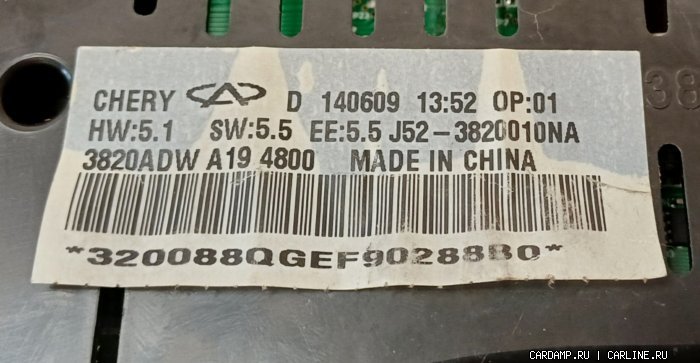 CHERY D 140609 13:52 OP:01
HW:5.1 SW:5.5 EE:5.5 J52-3820010NA
3820ADW A19 4800 MADE IN CHINA
*320088QGEF90288B0*
38
CARDAMP.RU | CARLINE.RU